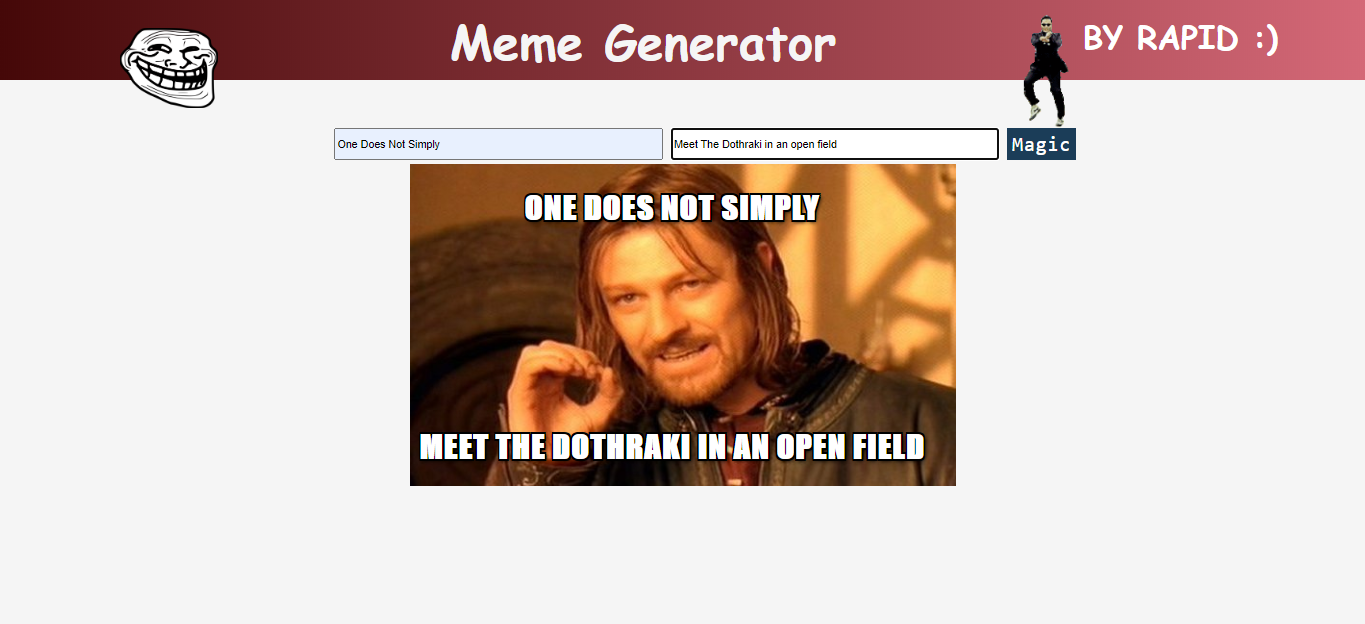 Meme Generator
BY RAPID :)
One Does Not Simply
Meet The Dothraki in an open field
Magic
ONE DOES NOT SIMPLY
MEET THE DOTHRAKI IN AN OPEN FIELD